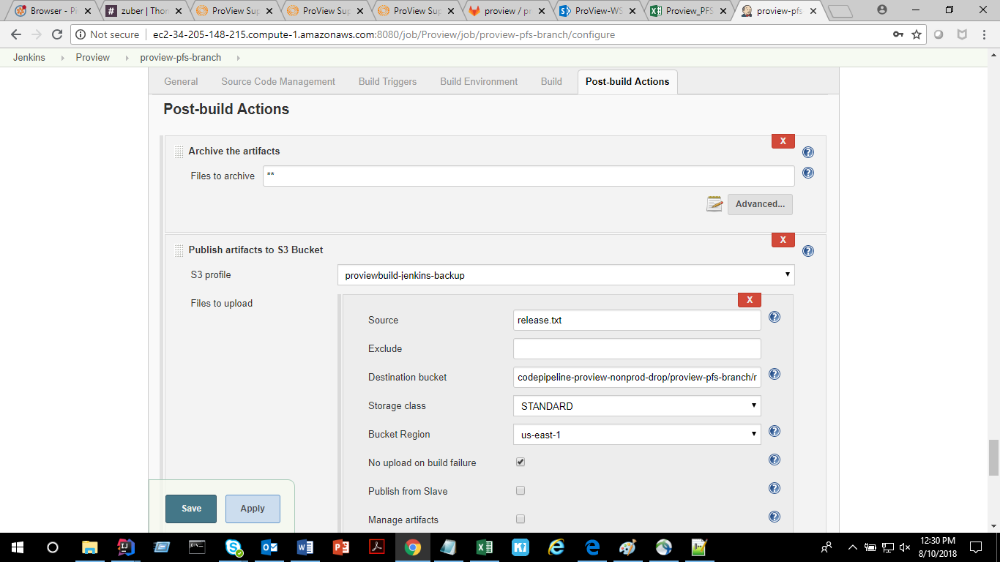 Browser - Pr
zuber | Thor
ProView Sup
ProView Sup
ProView Sup
proview / pr
ProView-WS
Preview_PFS
proview-pfs
Not secure
ec2-34-205-148-215.compute-1.amazonaws.com:8080/job/Proview/job/proview-pfs-branch/configure
Jenkins Proview proview-pfs-branch
General Source Code Management Build Triggers Build Environment Build Post-build Actions
Post-build Actions
X
Archive the artifacts
Files to archive **
Advanced...
X
Publish artifacts to S3 Bucket
S3 profile proviewbuild-jenkins-backup
Files to upload
X
Source release.txt
Exclude
Destination bucket codepipeline-proview-nonprod-drop/proview-pfs-branch/r
Storage class STANDARD
Bucket Region us-east-1
No upon build failure
Publish from Slave
Manage artifacts
Save Apply
12:30 PM
8/10/2018